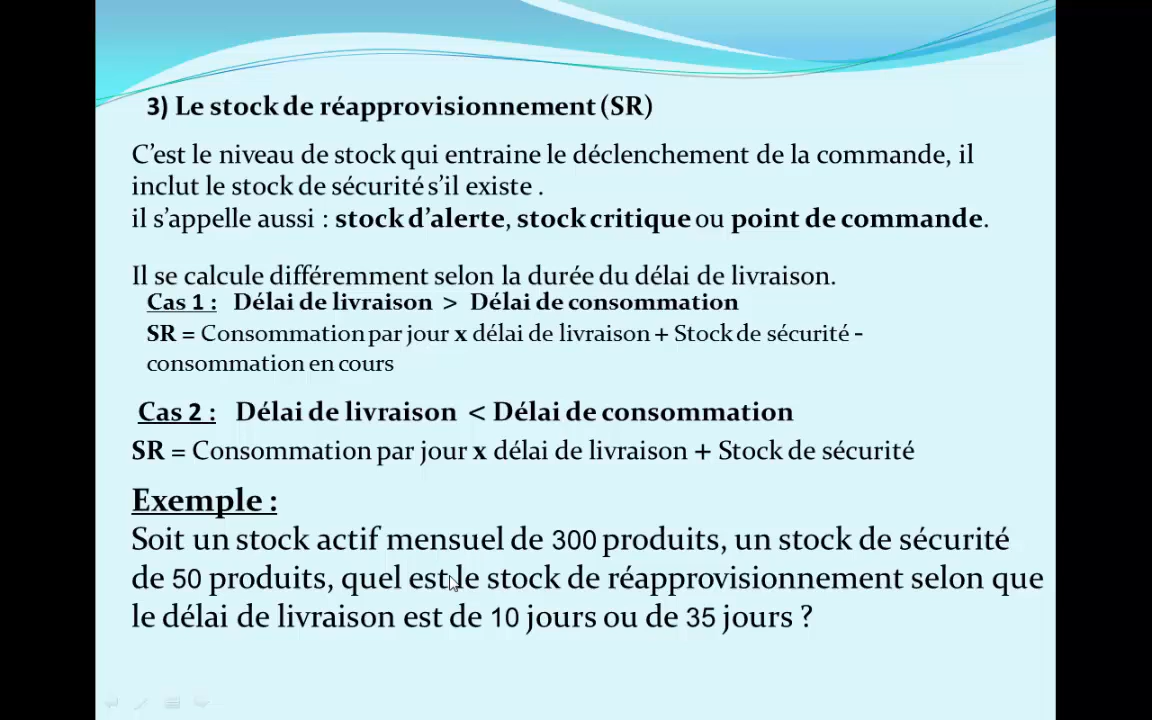 3) Le stock de réapprovisionnement (SR)
C’est le niveau de stock qui entraine le déclenchement de la commande, il
inclut le stock de sécurité s’il existe .
il s’appelle aussi : stock d’alerte, stock critique ou point de commande.
Il se calcule différemment selon la durée du délai de livraison.
Cas 1 : Délai de livraison > Délai de consommation
SR = Consommation par jour x délai de livraison + Stock de sécurité -
consommation en cours
Cas 2 : Délai de livraison < Délai de consommation
SR = Consommation par jour x délai de livraison + Stock de sécurité
Exemple :
Soit un stock actif mensuel de 300 produits, un stock de sécurité
de 50 produits, quel est le stock de réapprovisionnement selon que
le délai de livraison est de 10 jours ou de 35 jours ?